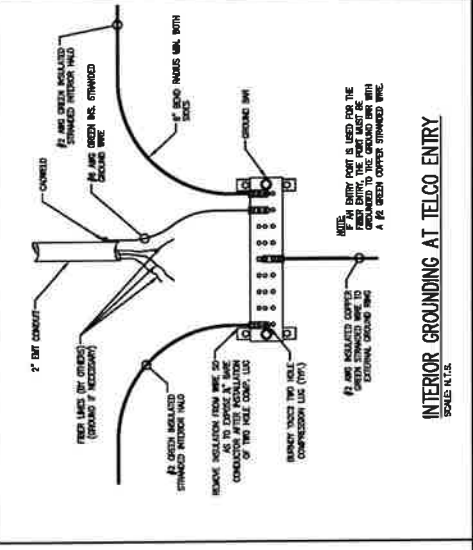 #2 AWG GREEN INSULATED
STRANDED INTERIOR HALO
CADWELD
#6 AWG GREEN INS. STRANDED
GROUND WIRE
8" BEND RADIUS MIN. BOTH
SIDES
GROUND BAR
2" EMT CONDUIT
FIBER LINES (BY OTHERS)
(GROUND IF NECESSARY)
#2 GREEN INSULATED
STRANDED INTERIOR HALO
REMOVE INSULATION FROM WIRE SO
AS TO EXPOSE BARE
CONDUCTOR AFTER INSTALLATION
OF TWO HOLE COMP. LUG
BURNDY TWO HOLE
COMPRESSION LUG (TYP.)
#2 AWG INSULATED COPPER
GREEN STRANDED WIRE TO
EXTERNAL GROUND RING
NOTE:
IF AN ENTRY PORT IS USED FOR THE
FIBER ENTRY, THE PORT MUST BE
GROUNDED TO THE GROUND BAR WITH
A #2 GREEN COPPER STRANDED WIRE.
INTERIOR GROUNDING AT TELCO ENTRY
SCALE: N.T.S.